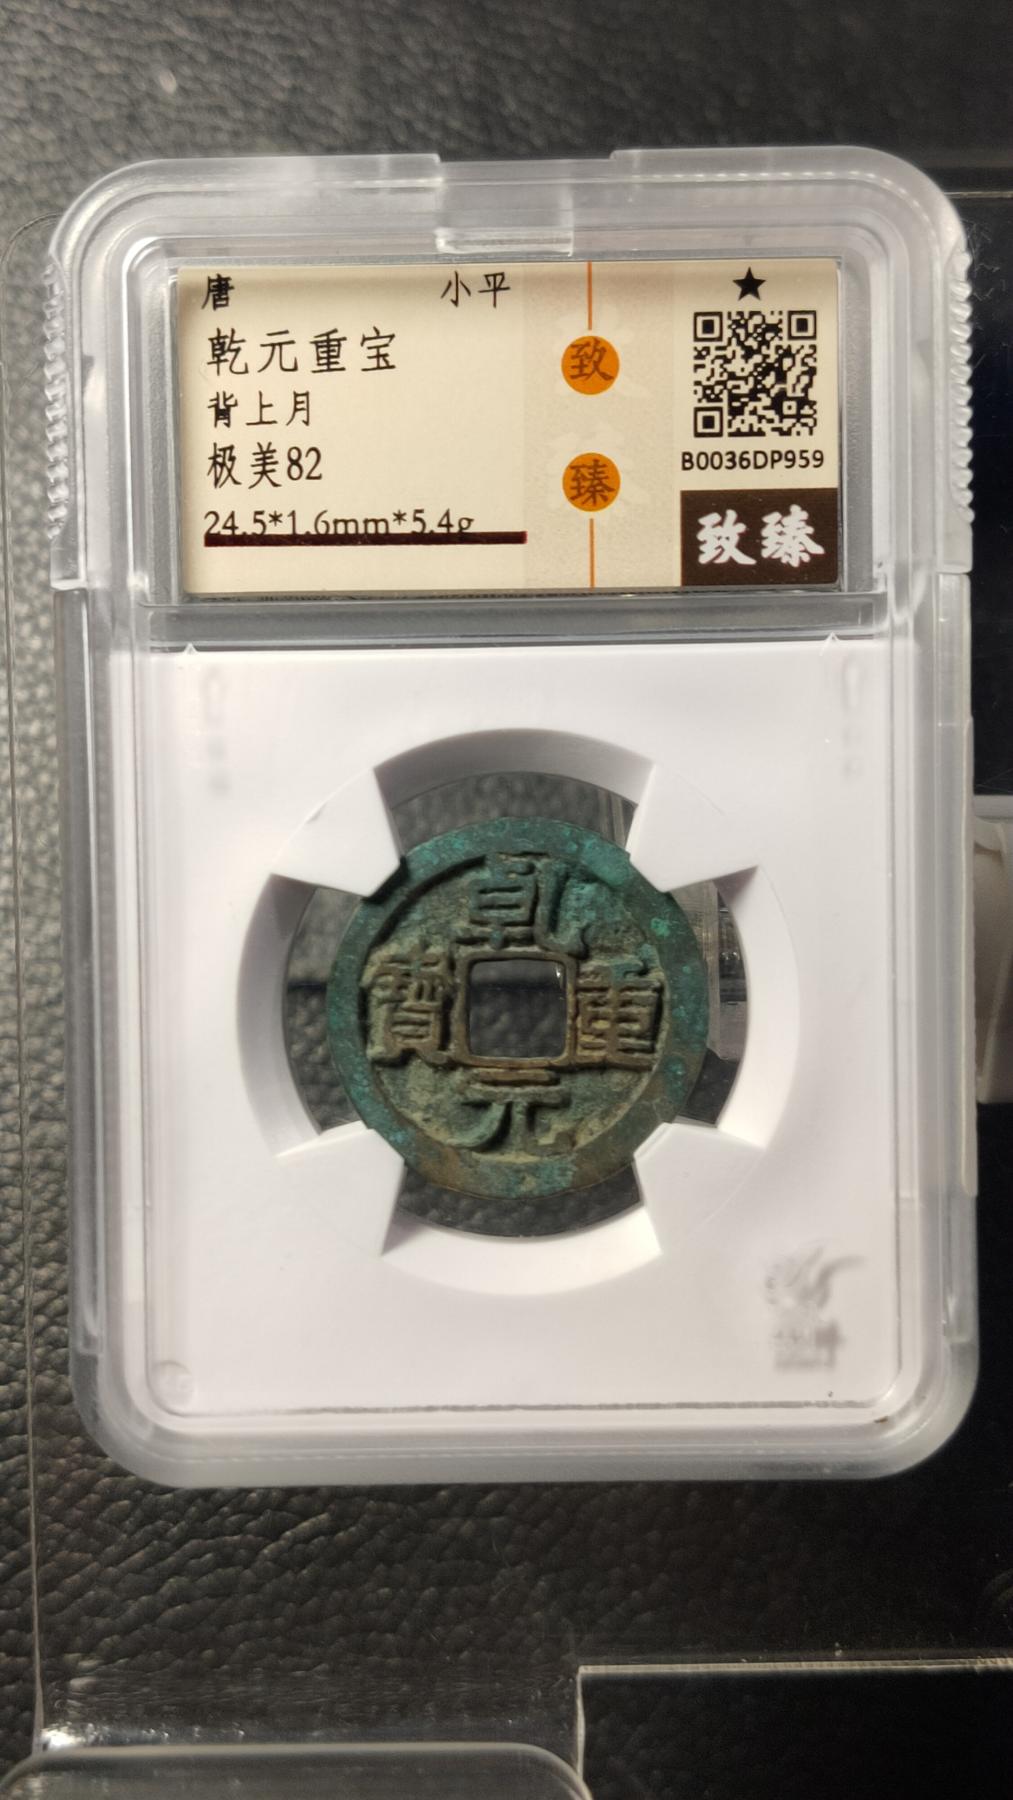 唐 小平
乾元重宝
背上月
极美82
24.5*1.6mm*5.4g
致
臻
★
B0036DP959
致臻
乾
寶 重
元